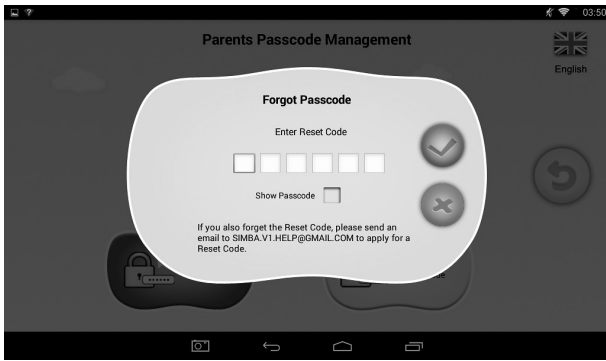 03:50
Parents Passcode Management
English
Forgot Passcode
Enter Reset Code
Show Passcode
If you also forget the Reset Code, please send an
email to SIMBA.V1.HELP@GMAIL.COM to apply for a
Reset Code.